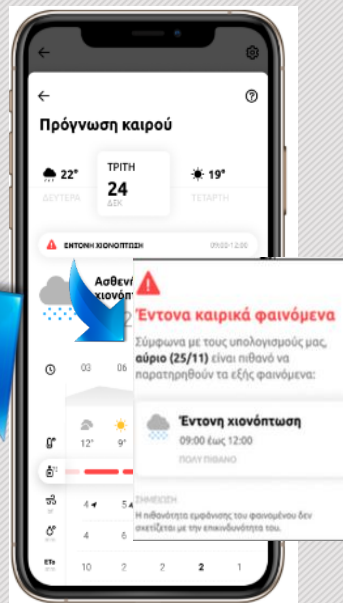 Πρόγνωση καιρού
22°
ΤΡΙΤΗ
24
ΔΕΚ
19°
ΔΕΥΤΕΡΑ
ΤΕΤΑΡΤΗ
ΕΝΤΟΝΗ ΧΙΟΝΟΠΤΩΣΗ 09:00-12:00
Έντονα καιρικά φαινόμενα
Σύμφωνα με τους υπολογισμούς μας,
αύριο (25/11) είναι πιθανό να
παρατηρηθούν τα εξής φαινόμενα:
Έντονη χιονόπτωση
09:00 έως 12:00
ΠΟΛΥ ΠΙΘΑΝΟ
ΣΗΜΕΙΩΣΗ
Η πιθανότητα εμφάνισης του φαινομένου δεν
σχετίζεται με την επικινδυνότητα του.
03 06
12° 9°
4 5
4 6
ETo 10 2 2 2 1